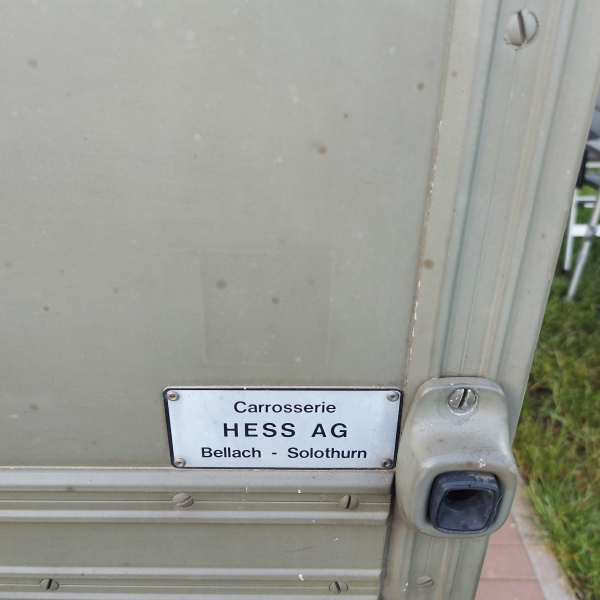 Carrosserie
HESS AG
Bellach - Solothurn